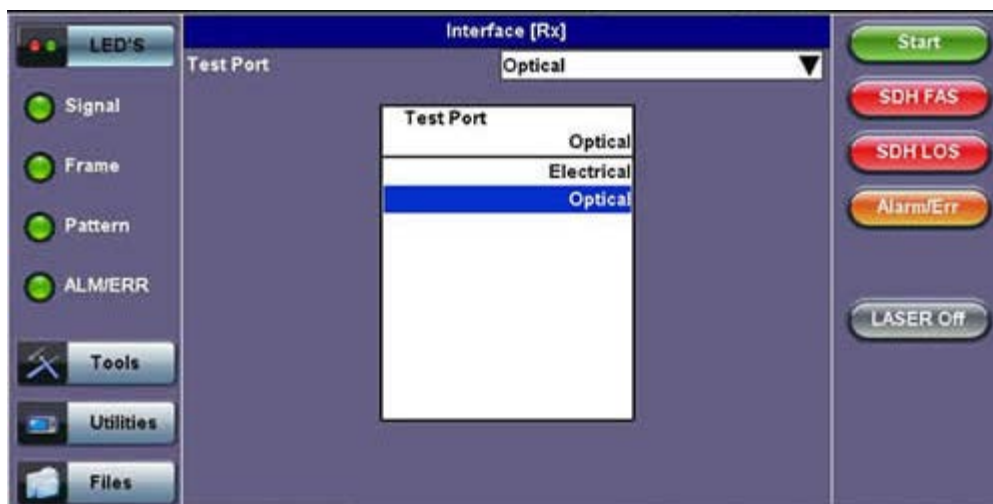 LED'S
Signal
Frame
Pattern
ALM/ERR
Tools
Utilities
Files
Interface [Rx]
Test Port
Optical
Test Port
Optical
Electrical
Optical
Start
SDH FAS
SDH LOS
Alarm/Err
LASER Off